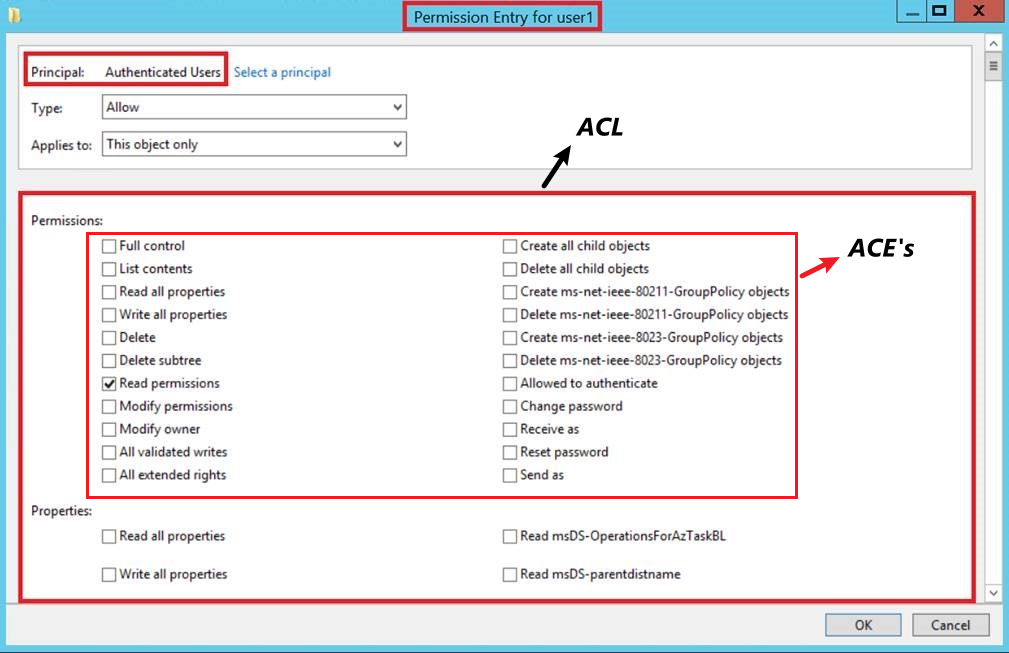 Permission Entry for user1
Principal: Authenticated Users Select a principal
Type: Allow
Applies to: This object only
ACL
Permissions:
Full control
List contents
Read all properties
Write all properties
Delete
Delete subtree
Read permissions
Modify permissions
Modify owner
All validated writes
All extended rights
Create all child objects
Delete all child objects
Create ms-net-ieee-80211-GroupPolicy objects
Delete ms-net-ieee-80211-GroupPolicy objects
Create ms-net-ieee-8023-GroupPolicy objects
Delete ms-net-ieee-8023-GroupPolicy objects
Allowed to authenticate
Change password
Receive as
Reset password
Send as
ACE's
Properties:
Read all properties
Write all properties
Read msDS-OperationsForAzTaskBL
Read msDS-parentdistname
OK
Cancel